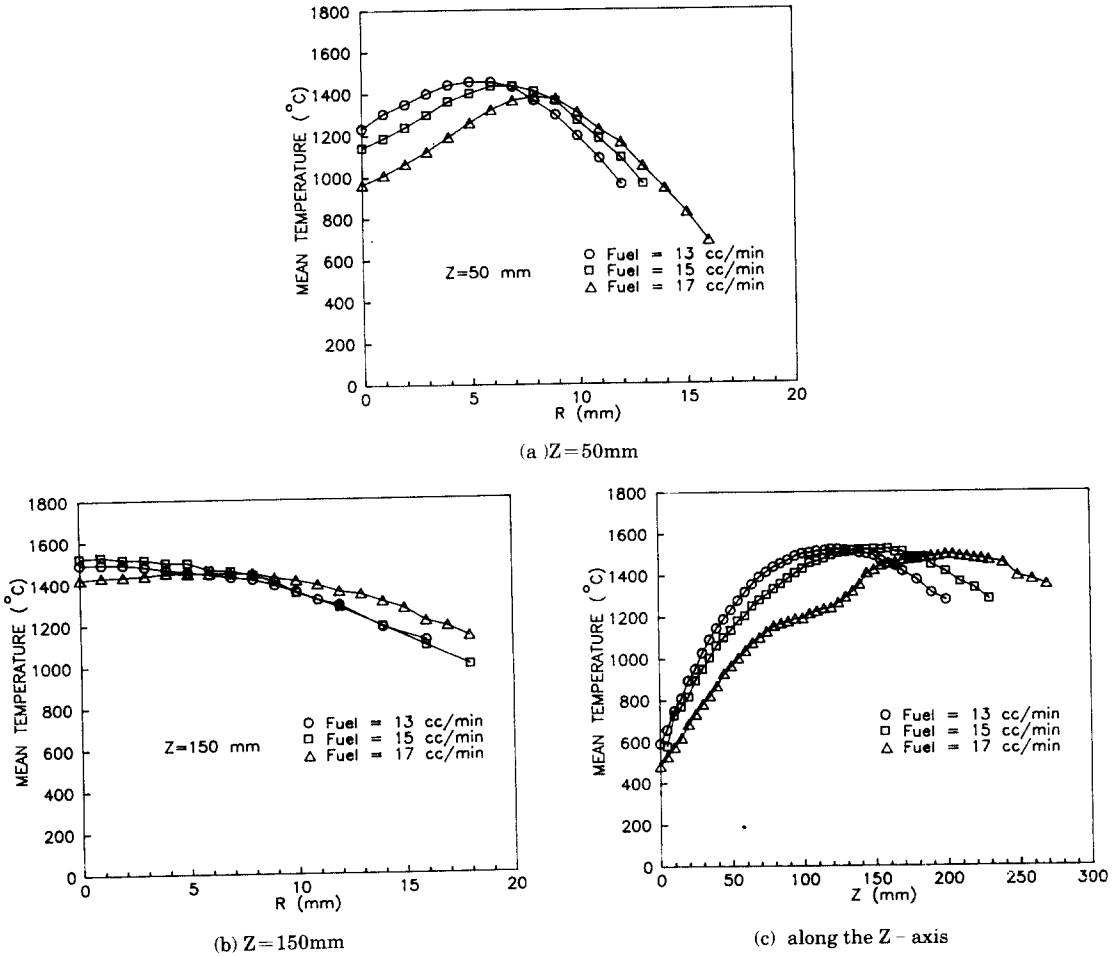 1800
1600
1400
1200
1000
800
600
400
200
0
MEAN TEMPERATURE (°C)
Z=50 mm
Fuel = 13 cc/min
Fuel = 15 cc/min
Fuel = 17 cc/min
0 5 10 15 20
R (mm)
(a )Z=50mm
1800
1600
1400
1200
1000
800
600
400
200
0
MEAN TEMPERATURE (°C)
Z=150 mm
Fuel = 13 cc/min
Fuel = 15 cc/min
Fuel = 17 cc/min
0 5 10 15 20
R (mm)
(b) Z=150mm
1800
1600
1400
1200
1000
800
600
400
200
0
MEAN TEMPERATURE (°C)
Fuel = 13 cc/min
Fuel = 15 cc/min
Fuel = 17 cc/min
0 50 100 150 200 250 300
Z (mm)
(c) along the Z - axis